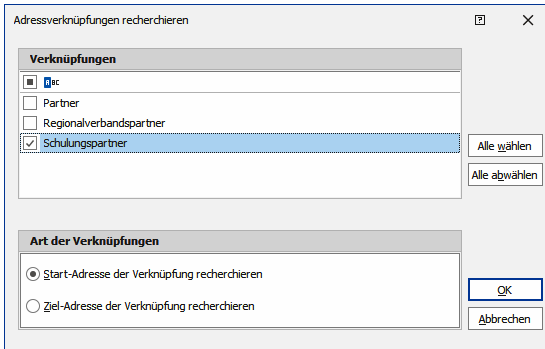 Adressverknüpfungen recherchieren
Verknüpfungen
ABC
Partner
Regionalverbandspartner
Schulungspartner
Alle wählen
Alle abwählen
Art der Verknüpfungen
Start-Adresse der Verknüpfung recherchieren
Ziel-Adresse der Verknüpfung recherchieren
OK
Abbrechen